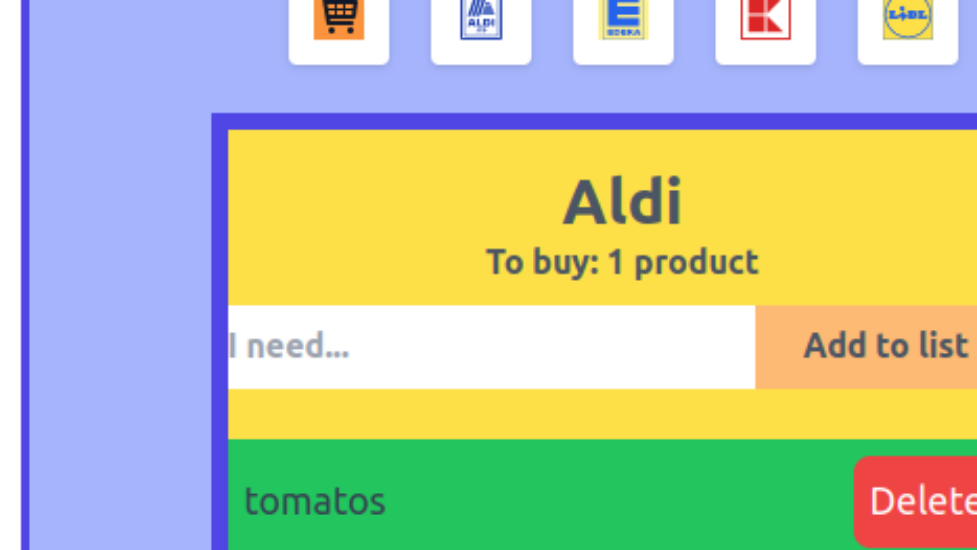 ALDI
E
EDEKA
K
LiDL
Aldi
To buy: 1 product
I need...
Add to list
tomatos
Delete